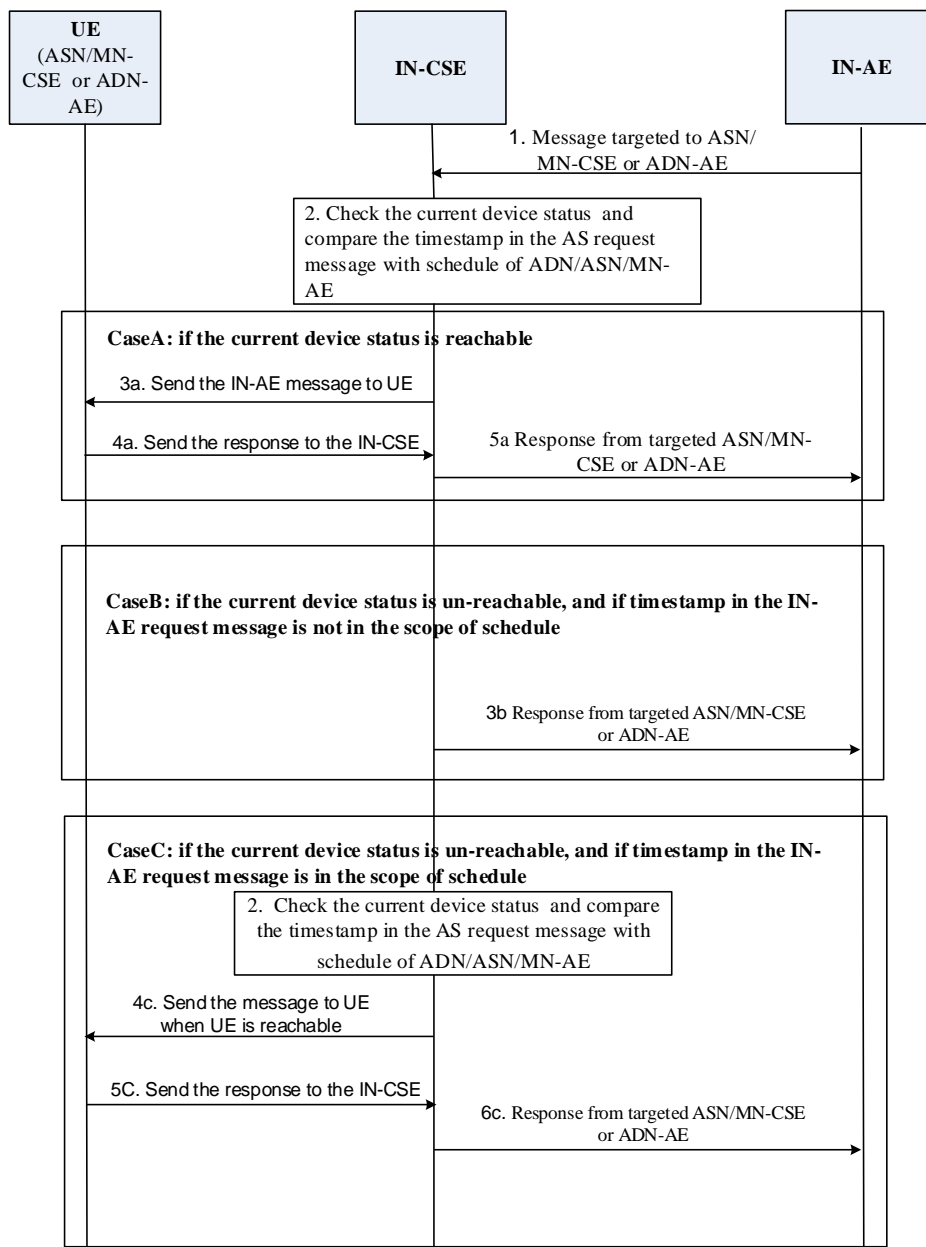 UE
(ASN/MN-
CSE or ADN-
AE)
IN-CSE
IN-AE
1. Message targeted to ASN/
MN-CSE or ADN-AE
2. Check the current device status and
compare the timestamp in the AS request
message with schedule of ADN/ASN/MN-
AE
CaseA: if the current device status is reachable
3a. Send the IN-AE message to UE
4a. Send the response to the IN-CSE
5a Response from targeted ASN/MN-
CSE or ADN-AE
CaseB: if the current device status is un-reachable, and if timestamp in the IN-
AE request message is not in the scope of schedule
3b Response from targeted ASN/MN-CSE
or ADN-AE
CaseC: if the current device status is un-reachable, and if timestamp in the IN-
AE request message is in the scope of schedule
2. Check the current device status and compare
the timestamp in the AS request message with
schedule of ADN/ASN/MN-AE
4c. Send the message to UE
when UE is reachable
5C. Send the response to the IN-CSE
6c. Response from targeted ASN/MN-CSE
or ADN-AE